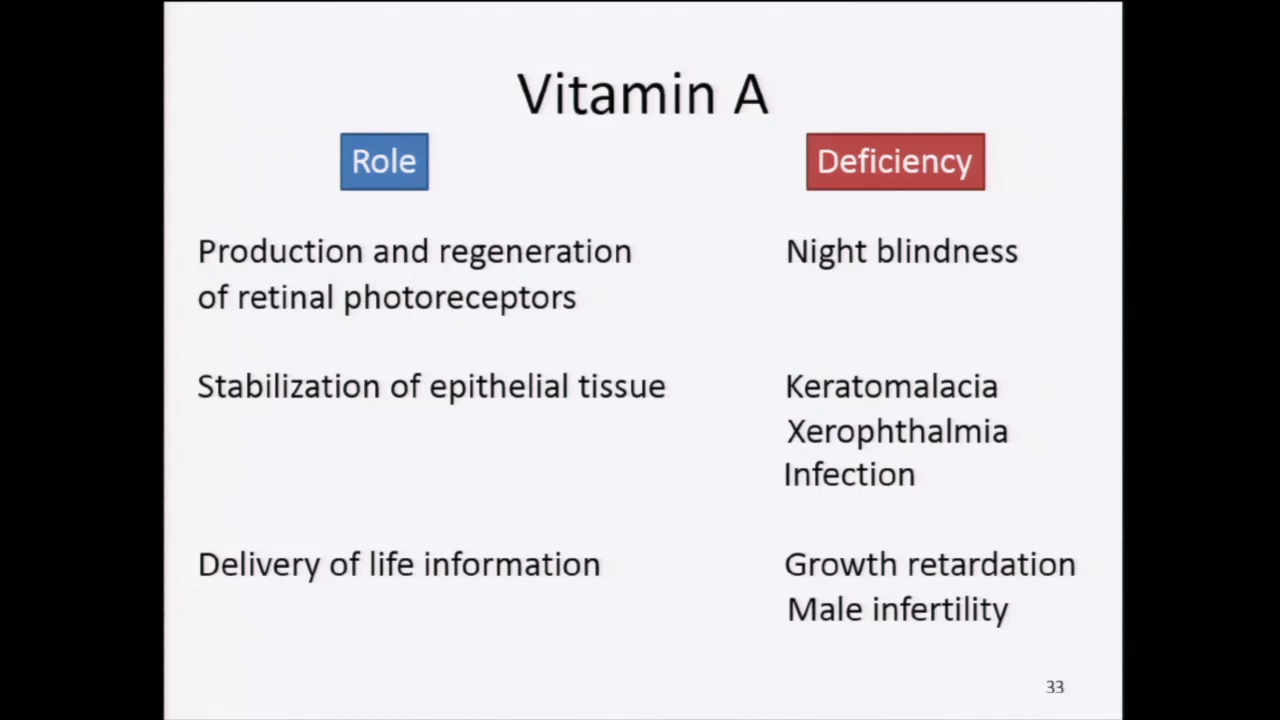 Vitamin A
Role
Deficiency
Production and regeneration
of retinal photoreceptors
Night blindness
Stabilization of epithelial tissue
Keratomalacia
Xerophthalmia
Infection
Delivery of life information
Growth retardation
Male infertility
33